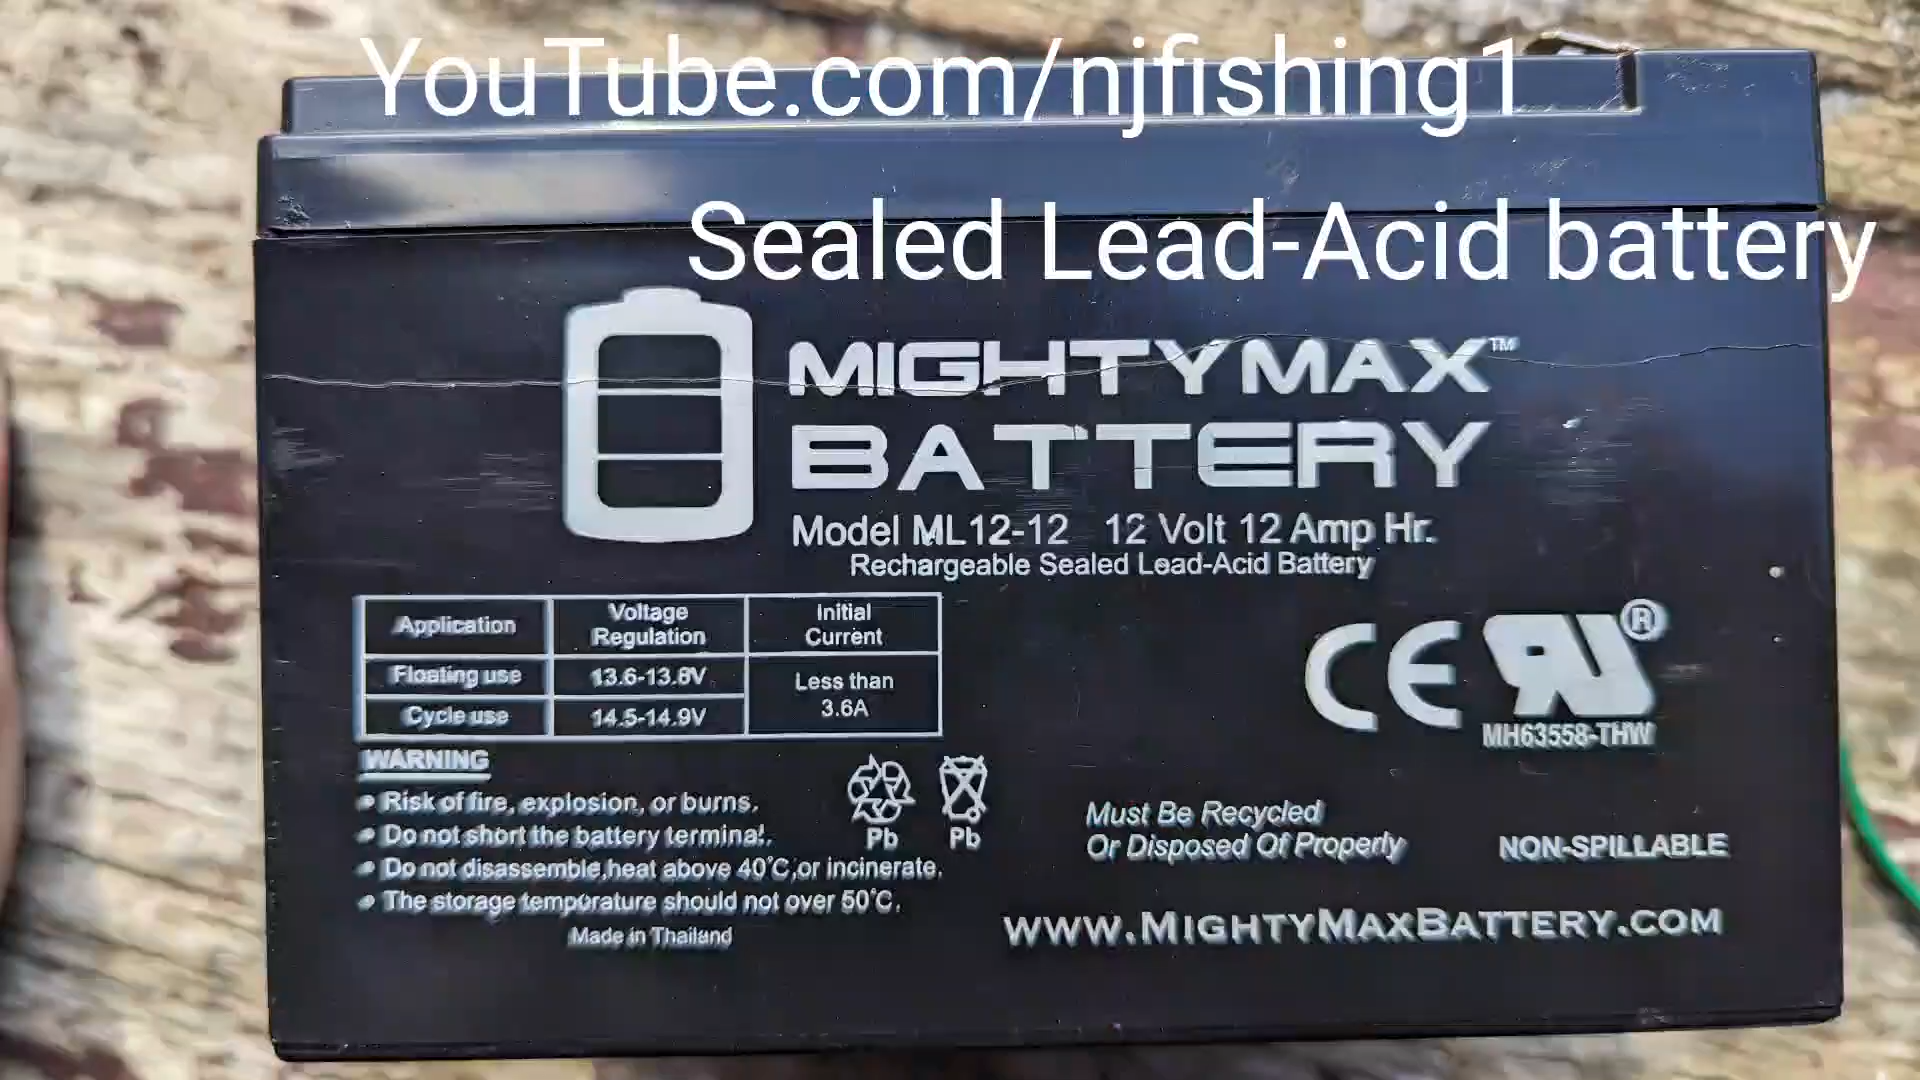 YouTube.com/njfishing1
Sealed Lead-Acid battery
MIGHTY MAX™
BATTERY
Model ML12-12 12 Volt 12 Amp Hr.
Rechargeable Sealed Lead-Acid Battery
Application Voltage Regulation Initial Current
Floating use 13.6-13.8V Less than 3.6A
Cycle use 14.5-14.9V
CE RU®
MH63558-THW
WARNING
• Risk of fire, explosion, or burns.
• Do not short the battery terminal.
• Do not disassemble,heat above 40°C,or incinerate.
• The storage temperature should not over 50°C.
Made in Thailand
Pb Pb
Must Be Recycled
Or Disposed Of Properly
NON-SPILLABLE
WWW.MIGHTYMAXBATTERY.COM